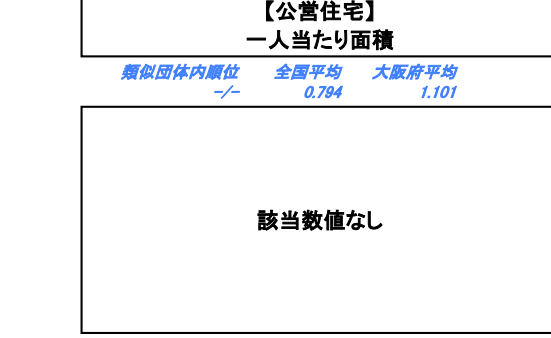 【公営住宅】
一人当たり面積
類似団体内順位 全国平均 大阪府平均
-/- 0.794 1.101
該当数値なし